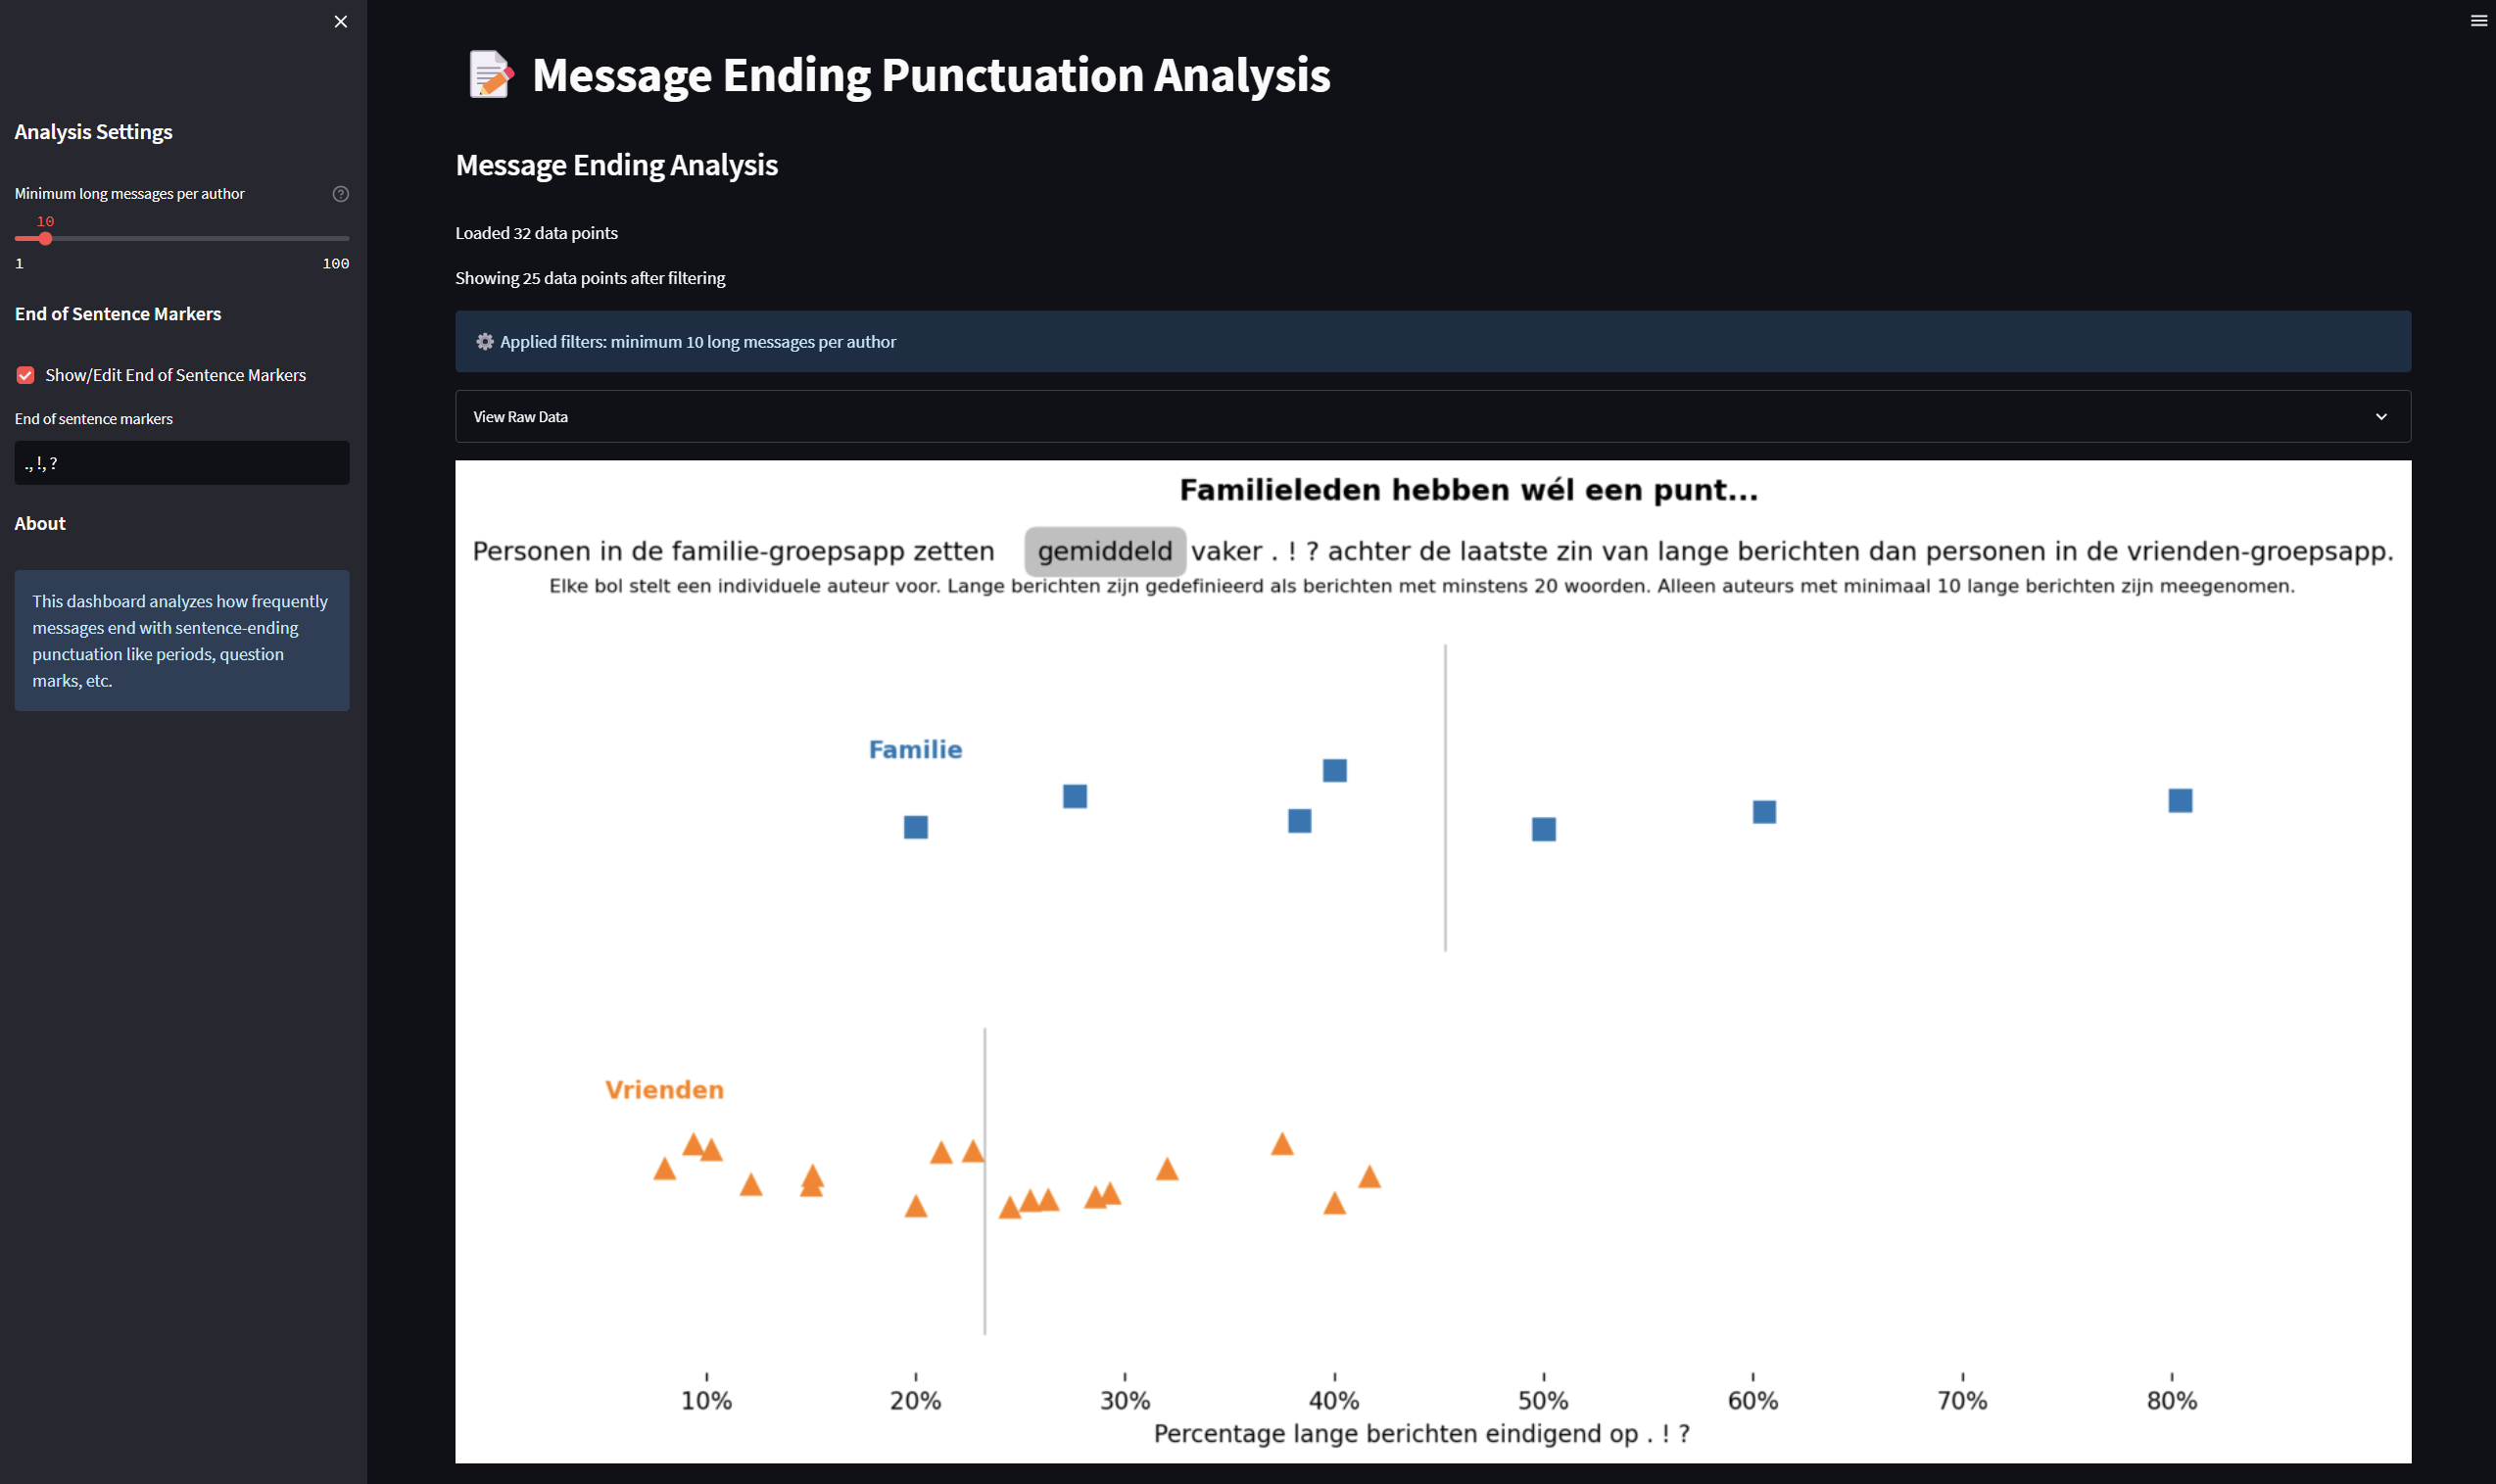 Analysis Settings
Minimum long messages per author
10
1 100
End of Sentence Markers
Show/Edit End of Sentence Markers
End of sentence markers
., !, ?
About
This dashboard analyzes how frequently
messages end with sentence-ending
punctuation like periods, question
marks, etc.
Message Ending Punctuation Analysis
Message Ending Analysis
Loaded 32 data points
Showing 25 data points after filtering
Applied filters: minimum 10 long messages per author
View Raw Data
Familieleden hebben wél een punt...
Personen in de familie-groepsapp zetten gemiddeld vaker . ! ? achter de laatste zin van lange berichten dan personen in de vrienden-groepsapp.
Elke bol stelt een individuele auteur voor. Lange berichten zijn gedefinieerd als berichten met minstens 20 woorden. Alleen auteurs met minimaal 10 lange berichten zijn meegenomen.
Familie
Vrienden
10% 20% 30% 40% 50% 60% 70% 80%
Percentage lange berichten eindigend op . ! ?